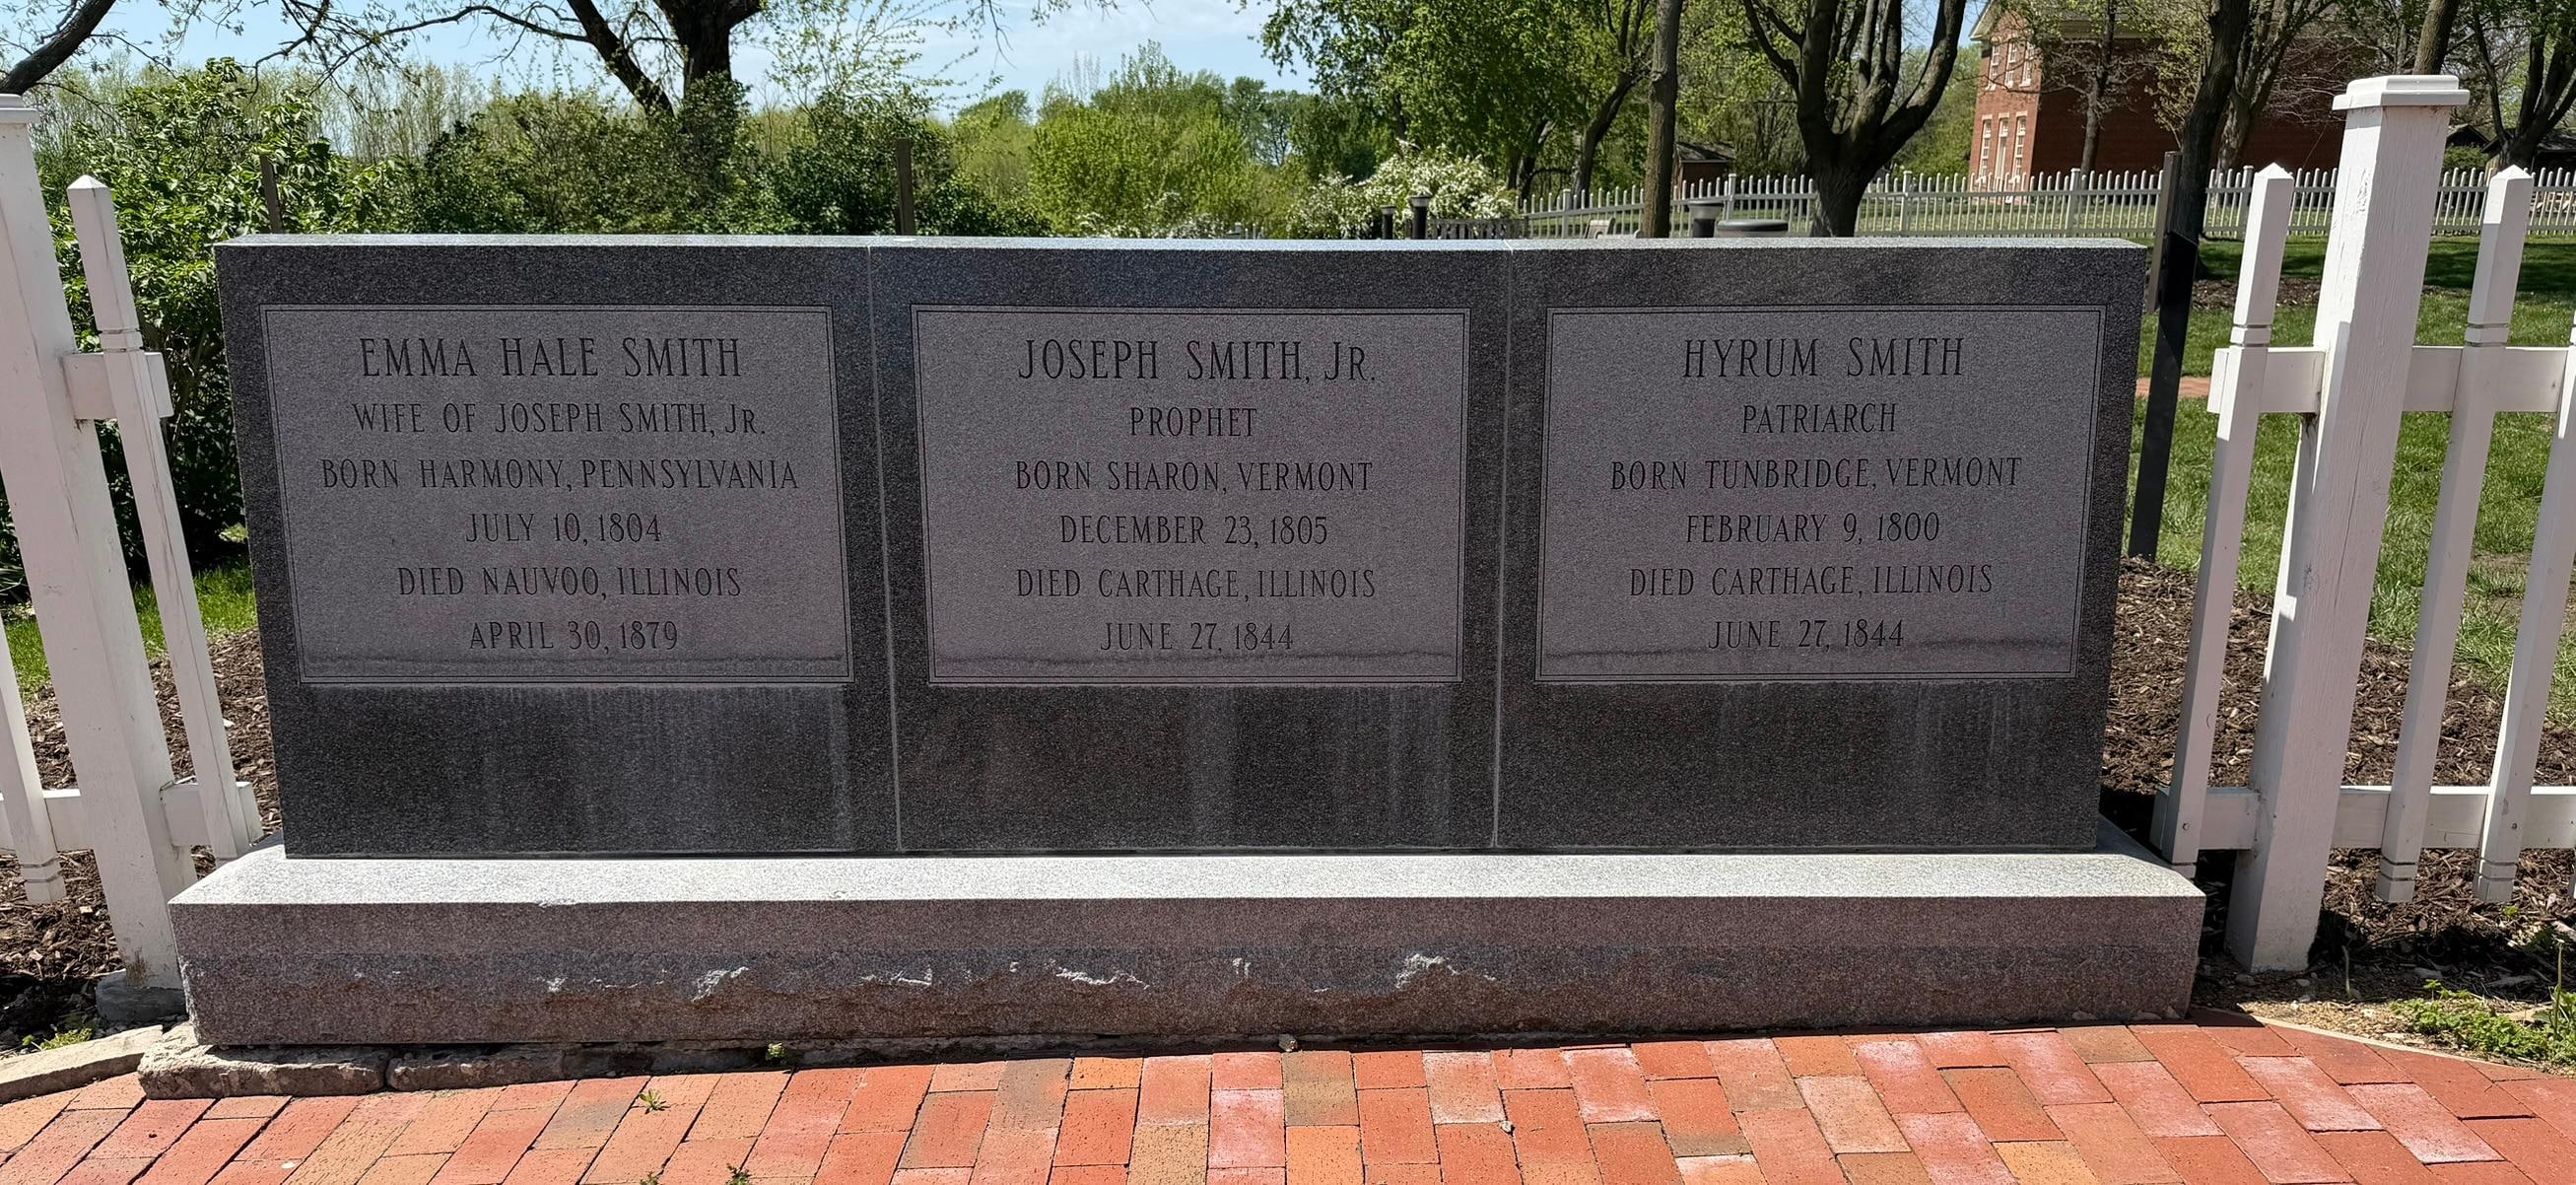 EMMA HALE SMITH
WIFE OF JOSEPH SMITH, Jr.
BORN HARMONY, PENNSYLVANIA
JULY 10, 1804
DIED NAUVOO, ILLINOIS
APRIL 30, 1879
JOSEPH SMITH, Jr.
PROPHET
BORN SHARON, VERMONT
DECEMBER 23, 1805
DIED CARTHAGE, ILLINOIS
JUNE 27, 1844
HYRUM SMITH
PATRIARCH
BORN TUNBRIDGE, VERMONT
FEBRUARY 9, 1800
DIED CARTHAGE, ILLINOIS
JUNE 27, 1844